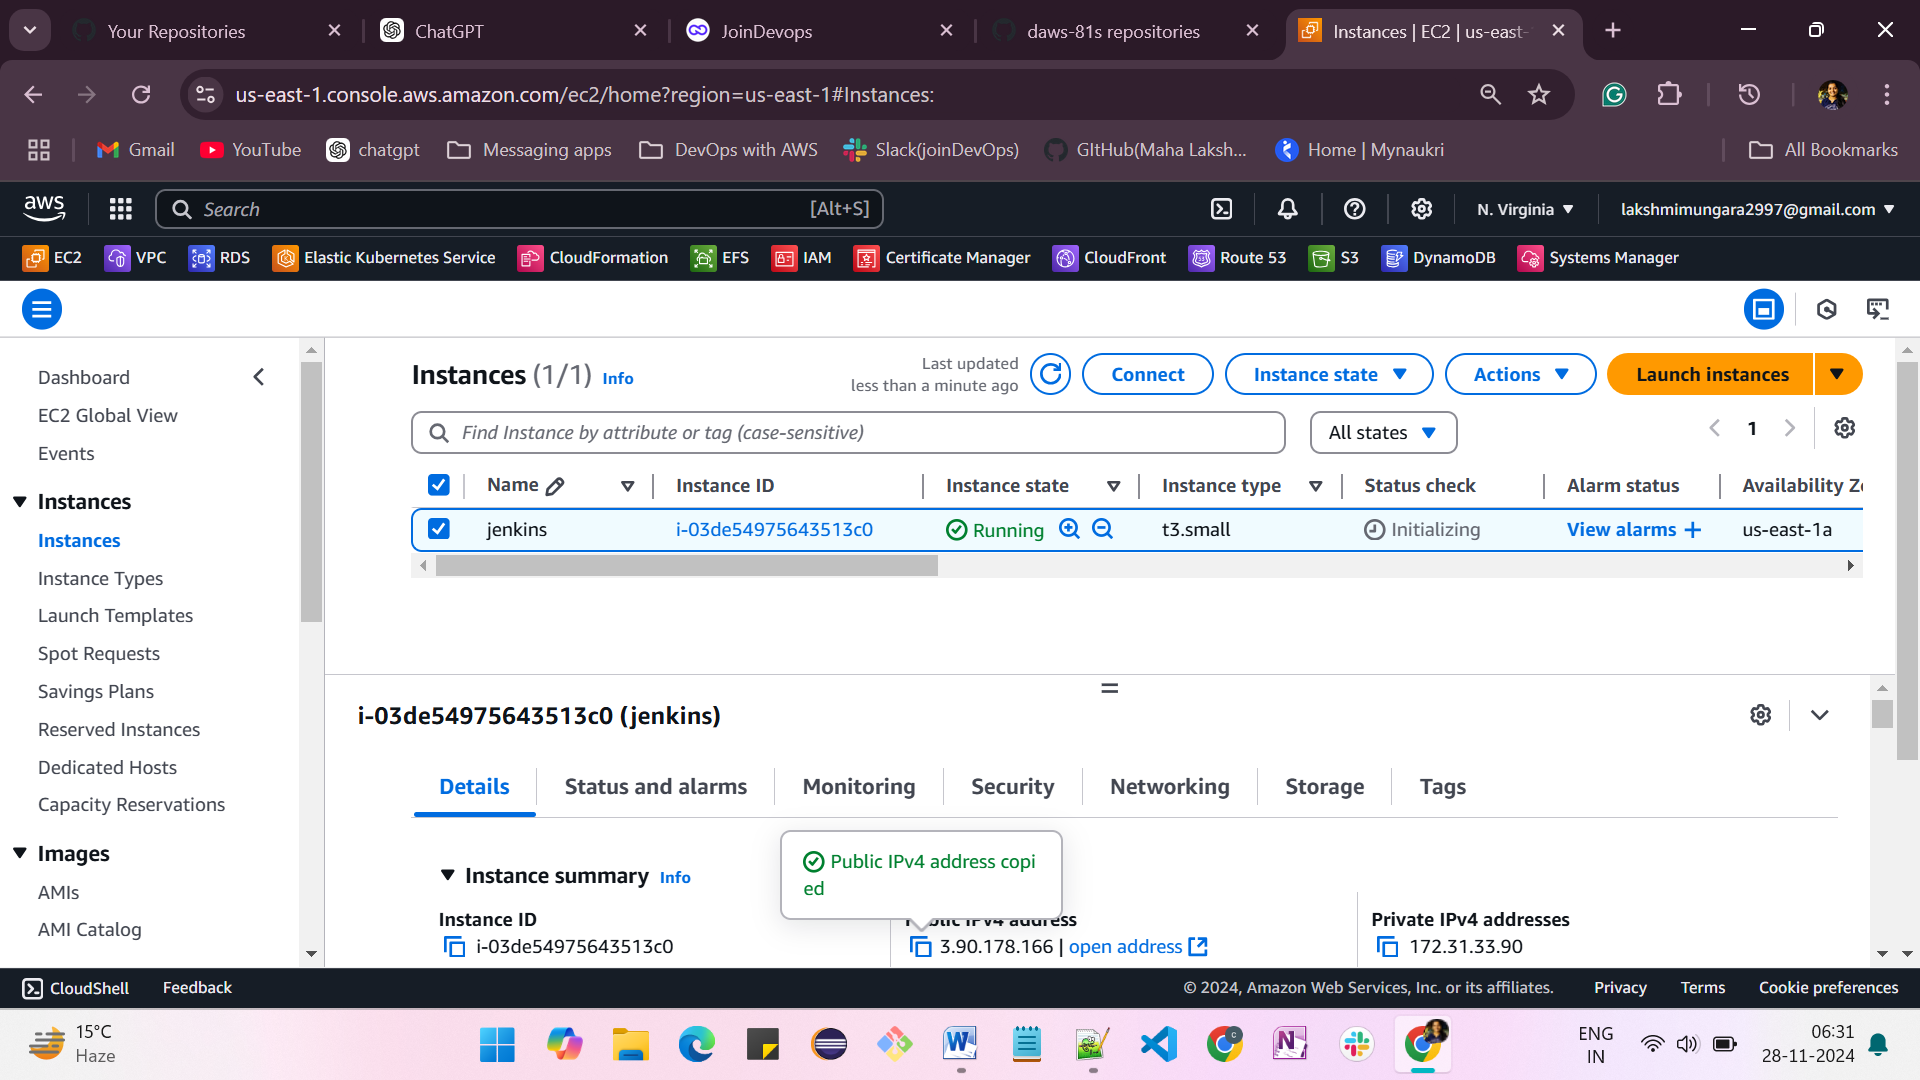 Your Repositories
ChatGPT
JoinDevops
daws-81s repositories
Instances | EC2 | us-east-
us-east-1.console.aws.amazon.com/ec2/home?region=us-east-1#Instances:
Gmail
YouTube
chatgpt
Messaging apps
DevOps with AWS
Slack(joinDevOps)
GItHub(Maha Laksh...
Home | Mynaukri
All Bookmarks
aws
Search
[Alt+S]
N. Virginia
lakshmimungara2997@gmail.com
EC2
VPC
RDS
Elastic Kubernetes Service
CloudFormation
EFS
IAM
Certificate Manager
CloudFront
Route 53
S3
DynamoDB
Systems Manager
Dashboard
EC2 Global View
Events
Instances
Instances
Instance Types
Launch Templates
Spot Requests
Savings Plans
Reserved Instances
Dedicated Hosts
Capacity Reservations
Images
AMIs
AMI Catalog
Instances (1/1) Info
Last updated
less than a minute ago
Connect
Instance state
Actions
Launch instances
Find Instance by attribute or tag (case-sensitive)
All states
1
Name
Instance ID
Instance state
Instance type
Status check
Alarm status
Availability Z
jenkins
i-03de54975643513c0
Running
t3.small
Initializing
View alarms +
us-east-1a
i-03de54975643513c0 (jenkins)
Details
Status and alarms
Monitoring
Security
Networking
Storage
Tags
Public IPv4 address copi
ed
Instance summary Info
Instance ID
i-03de54975643513c0
Public IPv4 address
3.90.178.166 | open address
Private IPv4 addresses
172.31.33.90
CloudShell
Feedback
© 2024, Amazon Web Services, Inc. or its affiliates.
Privacy
Terms
Cookie preferences
15°C
Haze
ENG
IN
06:31
28-11-2024